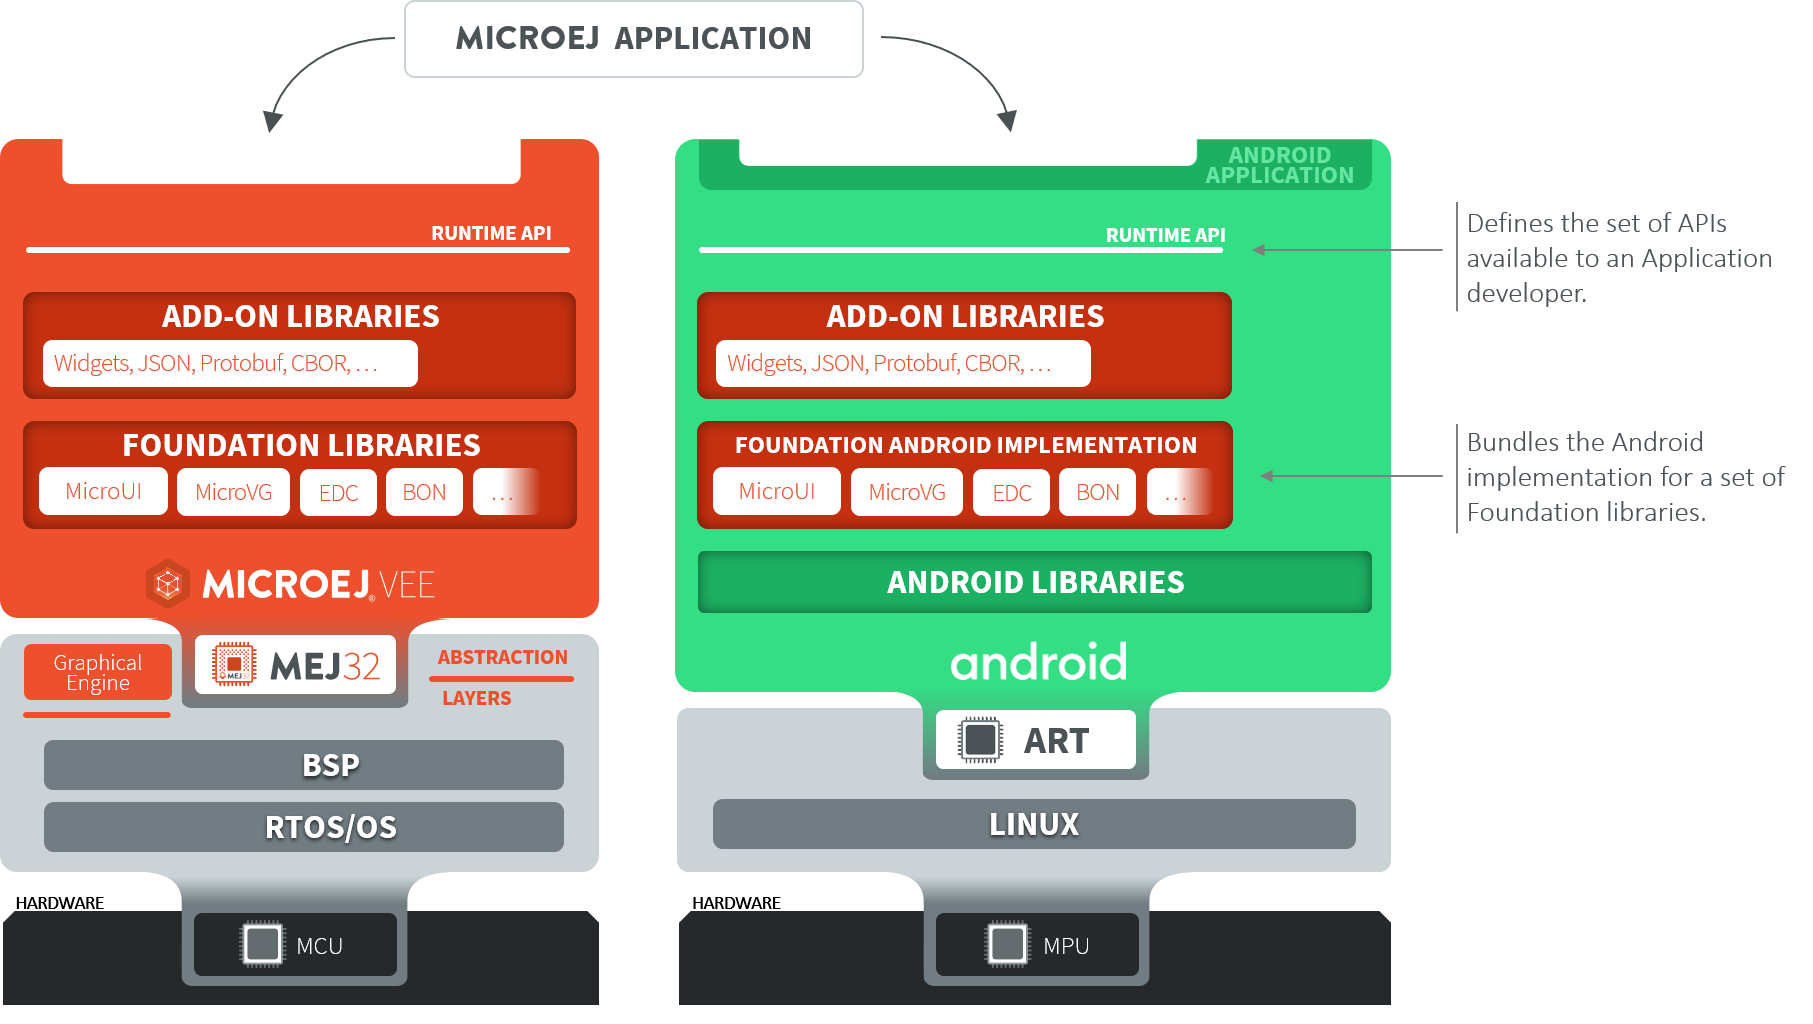 MICROEJ APPLICATION
RUNTIME API
ADD-ON LIBRARIES
Widgets, JSON, Protobuf, CBOR, ...
FOUNDATION LIBRARIES
MicroUI
MicroVG
EDC
BON
...
MICROEJ® VEE
Graphical
Engine
MEJ32
MEJ32
ABSTRACTION
LAYERS
BSP
RTOS/OS
HARDWARE
MCU
ANDROID
APPLICATION
RUNTIME API
ADD-ON LIBRARIES
Widgets, JSON, Protobuf, CBOR, ...
FOUNDATION ANDROID IMPLEMENTATION
MicroUI
MicroVG
EDC
BON
...
ANDROID LIBRARIES
android
ART
LINUX
HARDWARE
MPU
Defines the set of APIs
available to an Application
developer.
Bundles the Android
implementation for a set of
Foundation libraries.